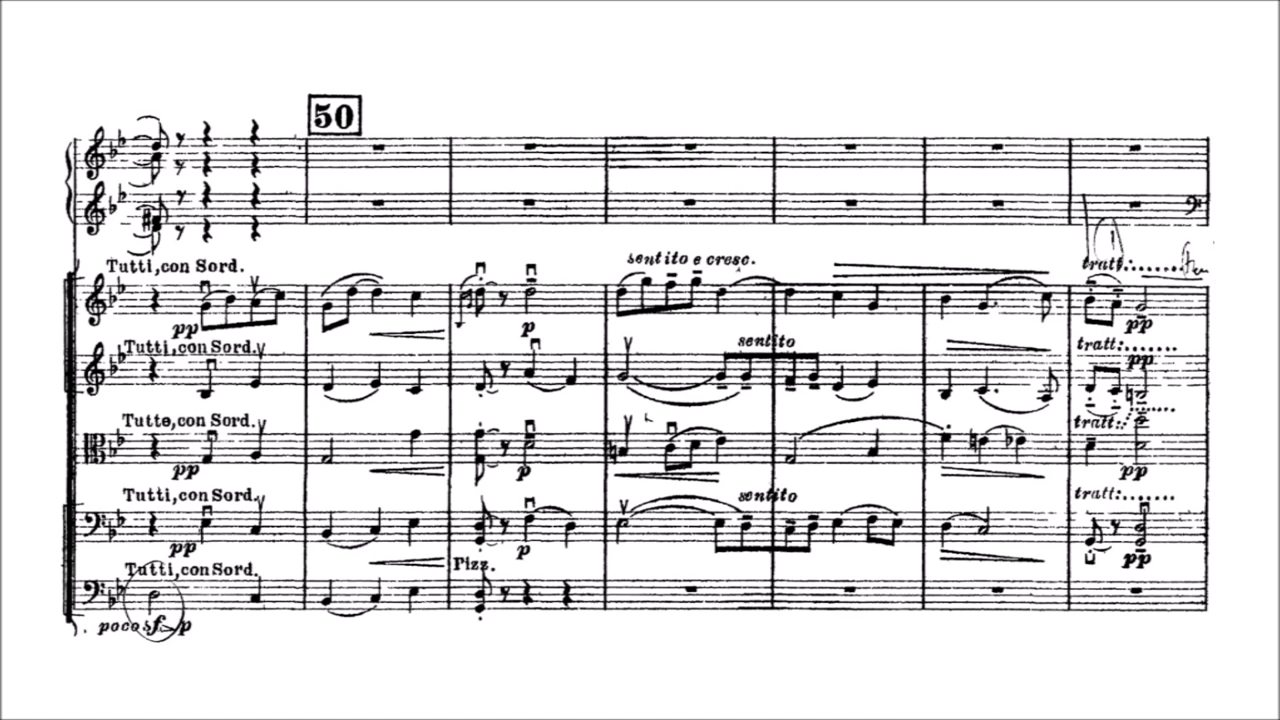 50
Tutti, con Sord.
sentito e cresc.
tratt:.......
pp
p
pp
Tutti, con Sord.
sentito
tratt:.......
p
pp
Tutte, con Sord.
tratt:.......
pp
p
pp
Tutti, con Sord.
sentito
tratt:.......
pp
p
pp
Tutti, con Sord.
Pizz.
poco sf p